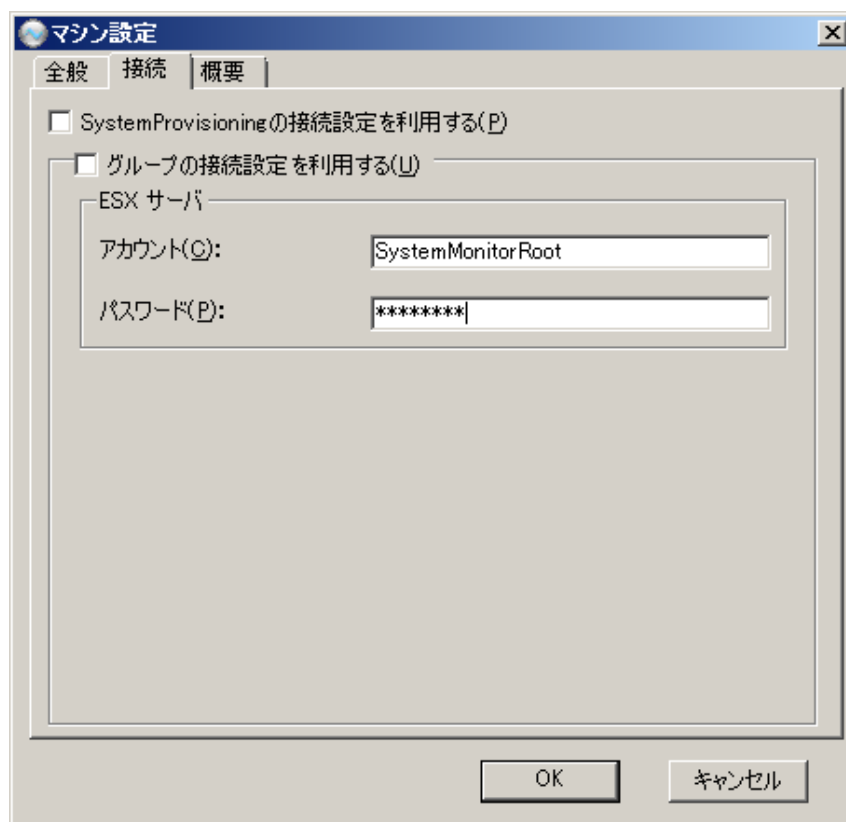 マシン設定
全般 接続 概要
SystemProvisioningの接続設定を利用する(P)
グループの接続設定を利用する(U)
ESX サーバ
アカウント(C): SystemMonitorRoot
パスワード(P): ********
OK キャンセル